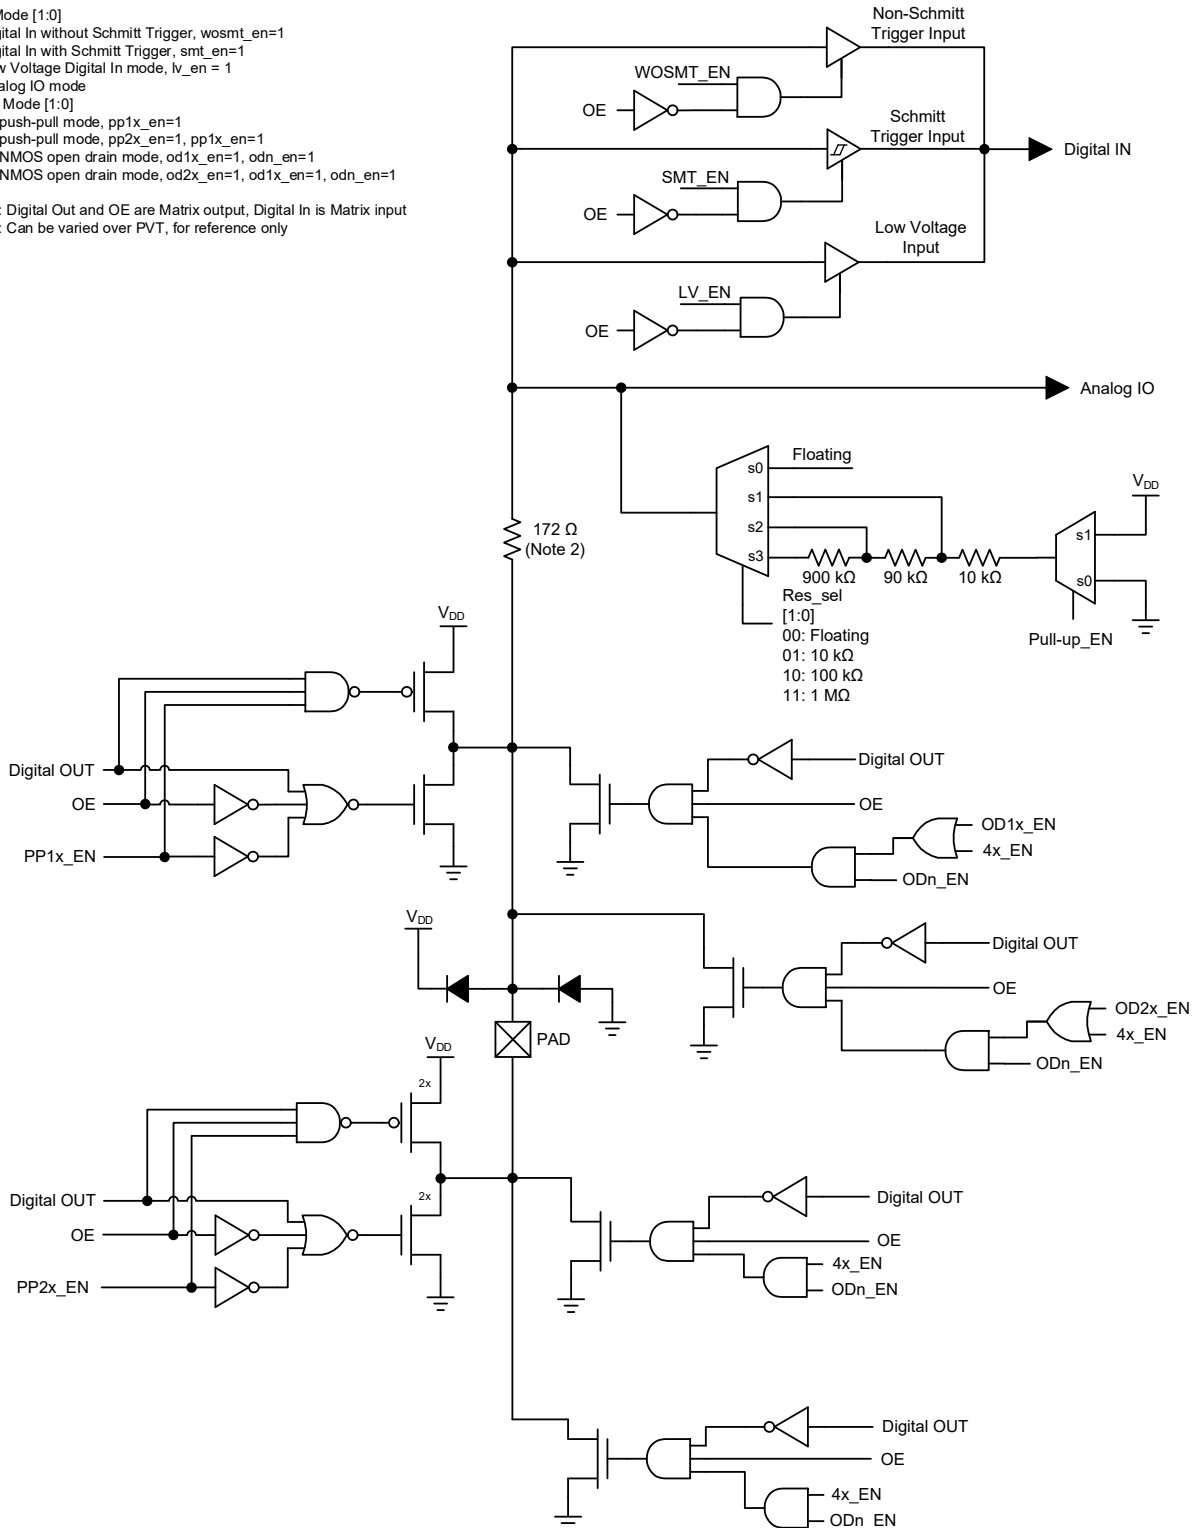 Mode [1:0]
gital In without Schmitt Trigger, wosmt_en=1
gital In with Schmitt Trigger, smt_en=1
w Voltage Digital In mode, lv_en = 1
alog IO mode
Mode [1:0]
push-pull mode, pp1x_en=1
push-pull mode, pp2x_en=1, pp1x_en=1
NMOS open drain mode, od1x_en=1, odn_en=1
NMOS open drain mode, od2x_en=1, od1x_en=1, odn_en=1
: Digital Out and OE are Matrix output, Digital In is Matrix input
: Can be varied over PVT, for reference only
Non-Schmitt
Trigger Input
WOSMT_EN
OE
Schmitt
Trigger Input
Digital IN
SMT_EN
OE
Low Voltage
Input
LV_EN
OE
Analog IO
Floating
s0
s1
s2
s3
172 Ω
(Note 2)
900 kΩ
90 kΩ
10 kΩ
VDD
s1
s0
Pull-up_EN
Res_sel
[1:0]
00: Floating
01: 10 kΩ
10: 100 kΩ
11: 1 MΩ
VDD
Digital OUT
OE
PP1x_EN
Digital OUT
OE
OD1x_EN
4x_EN
ODn_EN
VDD
PAD
Digital OUT
OE
OD2x_EN
4x_EN
ODn_EN
VDD
2x
2x
Digital OUT
OE
PP2x_EN
Digital OUT
OE
4x_EN
ODn_EN
Digital OUT
OE
4x_EN
ODn_EN